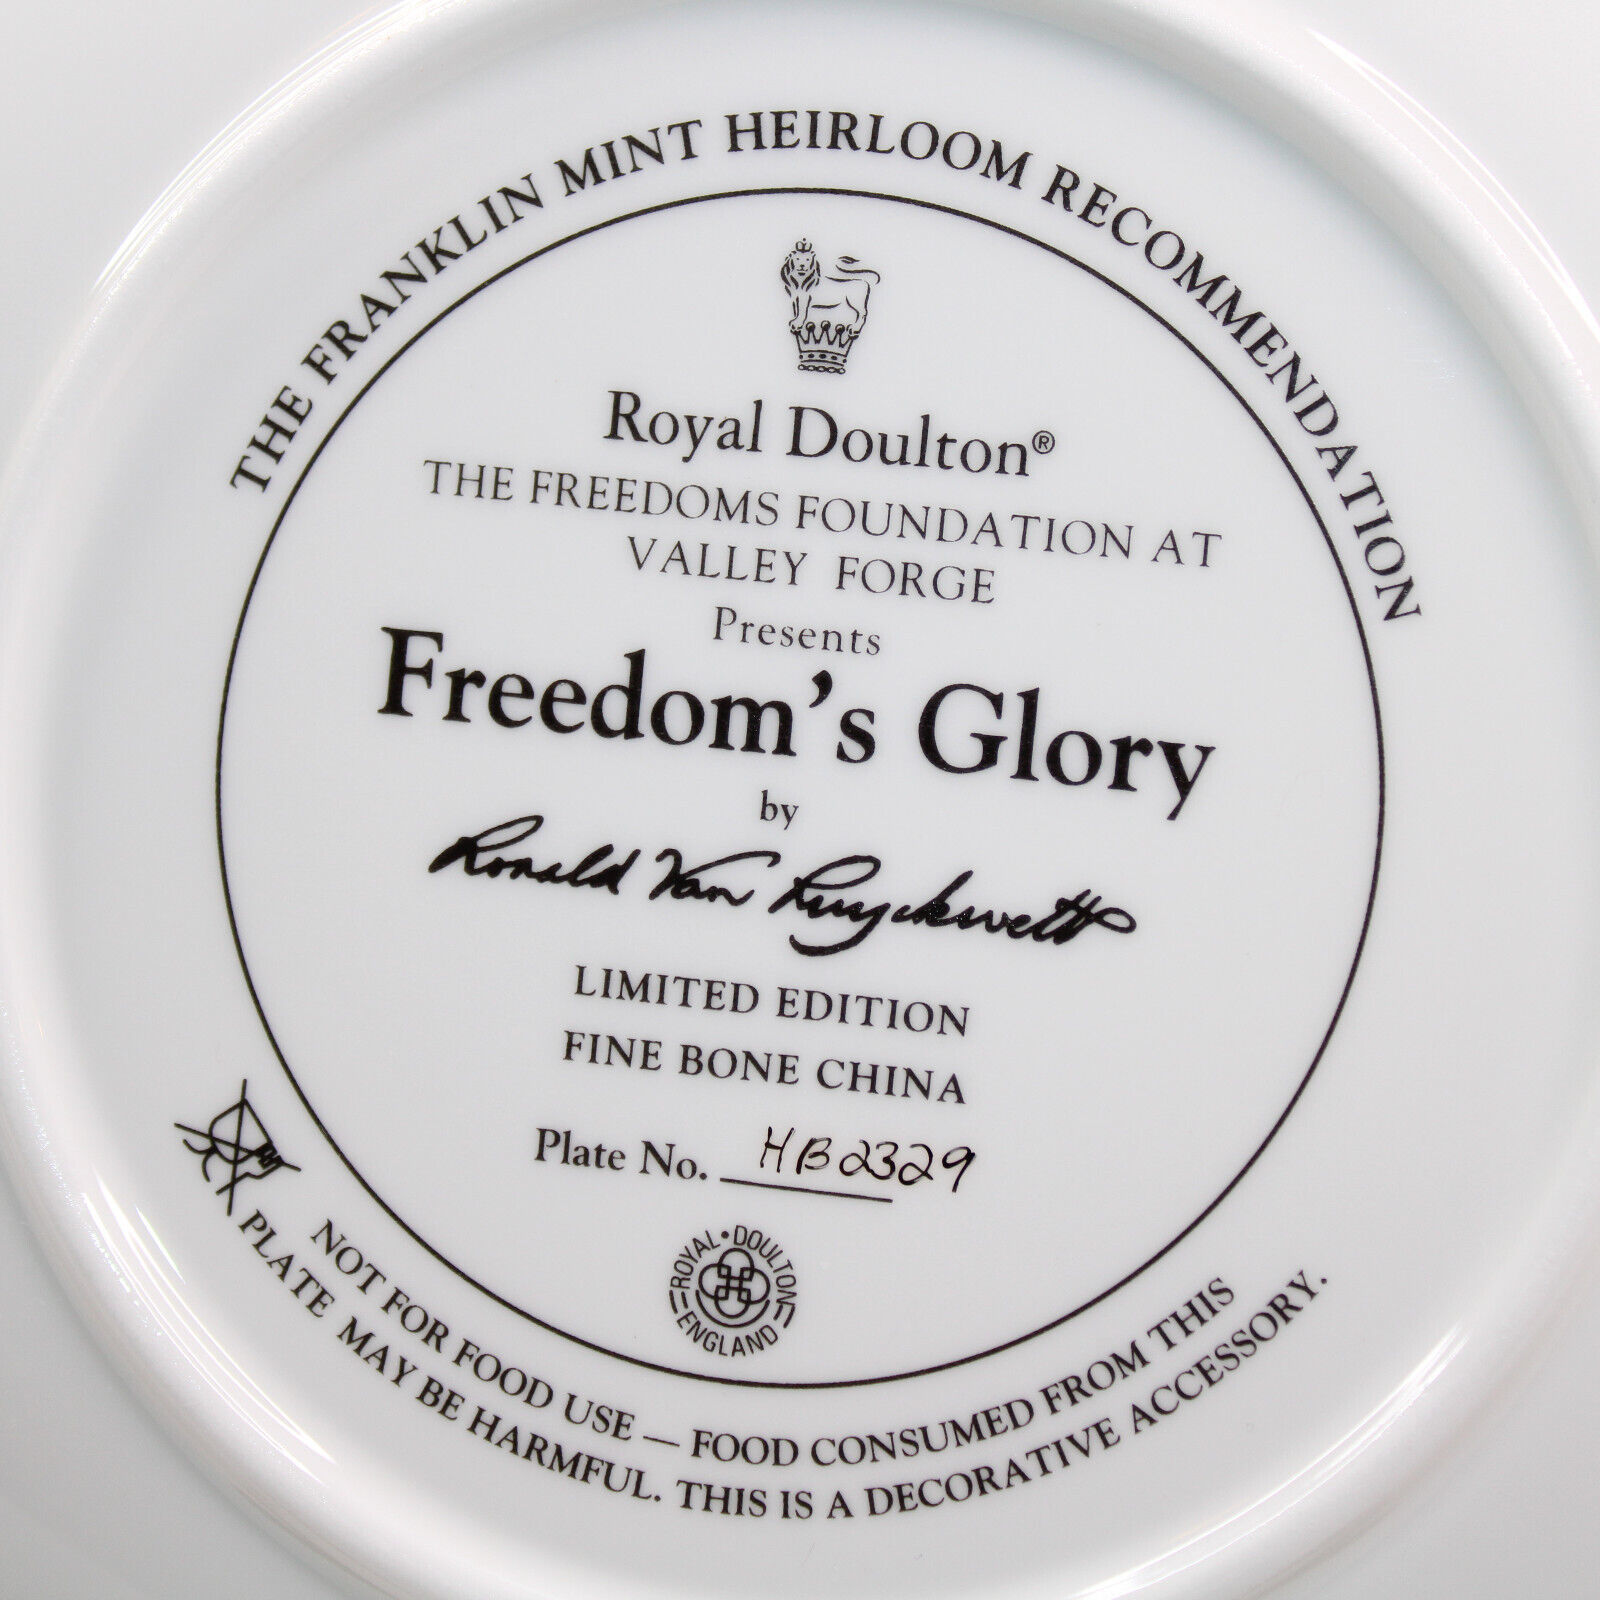 THE FRANKLIN MINT HEIRLOOM RECOMMENDATION
Royal Doulton®
THE FREEDOMS FOUNDATION AT
VALLEY FORGE
Presents
Freedom's Glory
by
Ronald Van Ruyckevelt
LIMITED EDITION
FINE BONE CHINA
Plate No. HB2329
ROYAL • DOULTON
ENGLAND
NOT FOR FOOD USE — FOOD CONSUMED FROM THIS
PLATE MAY BE HARMFUL. THIS IS A DECORATIVE ACCESSORY.